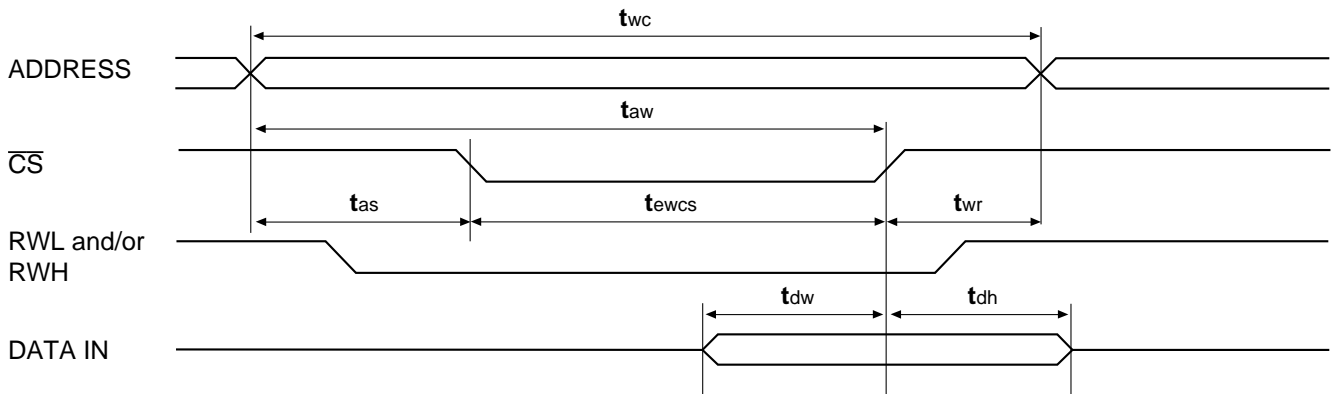 twc
ADDRESS
taw
CS
tas
tewcs
twr
RWL and/or
RWH
tdw
tdh
DATA IN